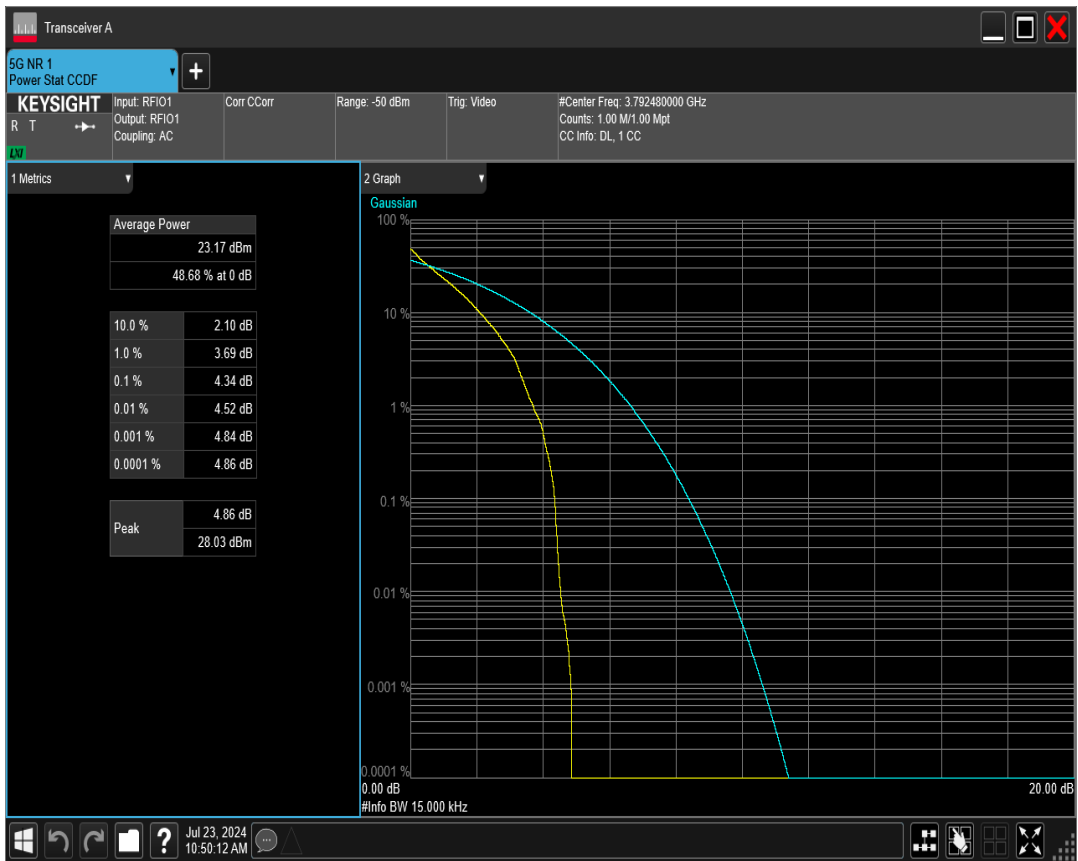 Transceiver A
5G NR 1
Power Stat CCDF
KEYSIGHT
R T
LXI
Input: RFIO1
Output: RFIO1
Coupling: AC
Corr CCorr
Range: -50 dBm
Trig: Video
#Center Freq: 3.792480000 GHz
Counts: 1.00 M/1.00 Mpt
CC Info: DL, 1 CC
1 Metrics
Average Power
23.17 dBm
48.68 % at 0 dB
10.0 % 2.10 dB
1.0 % 3.69 dB
0.1 % 4.34 dB
0.01 % 4.52 dB
0.001 % 4.84 dB
0.0001 % 4.86 dB
Peak
4.86 dB
28.03 dBm
2 Graph
Gaussian
100 %
10 %
1 %
0.1 %
0.01 %
0.001 %
0.0001 %
0.00 dB 20.00 dB
#Info BW 15.000 kHz
?
Jul 23, 2024
10:50:12 AM